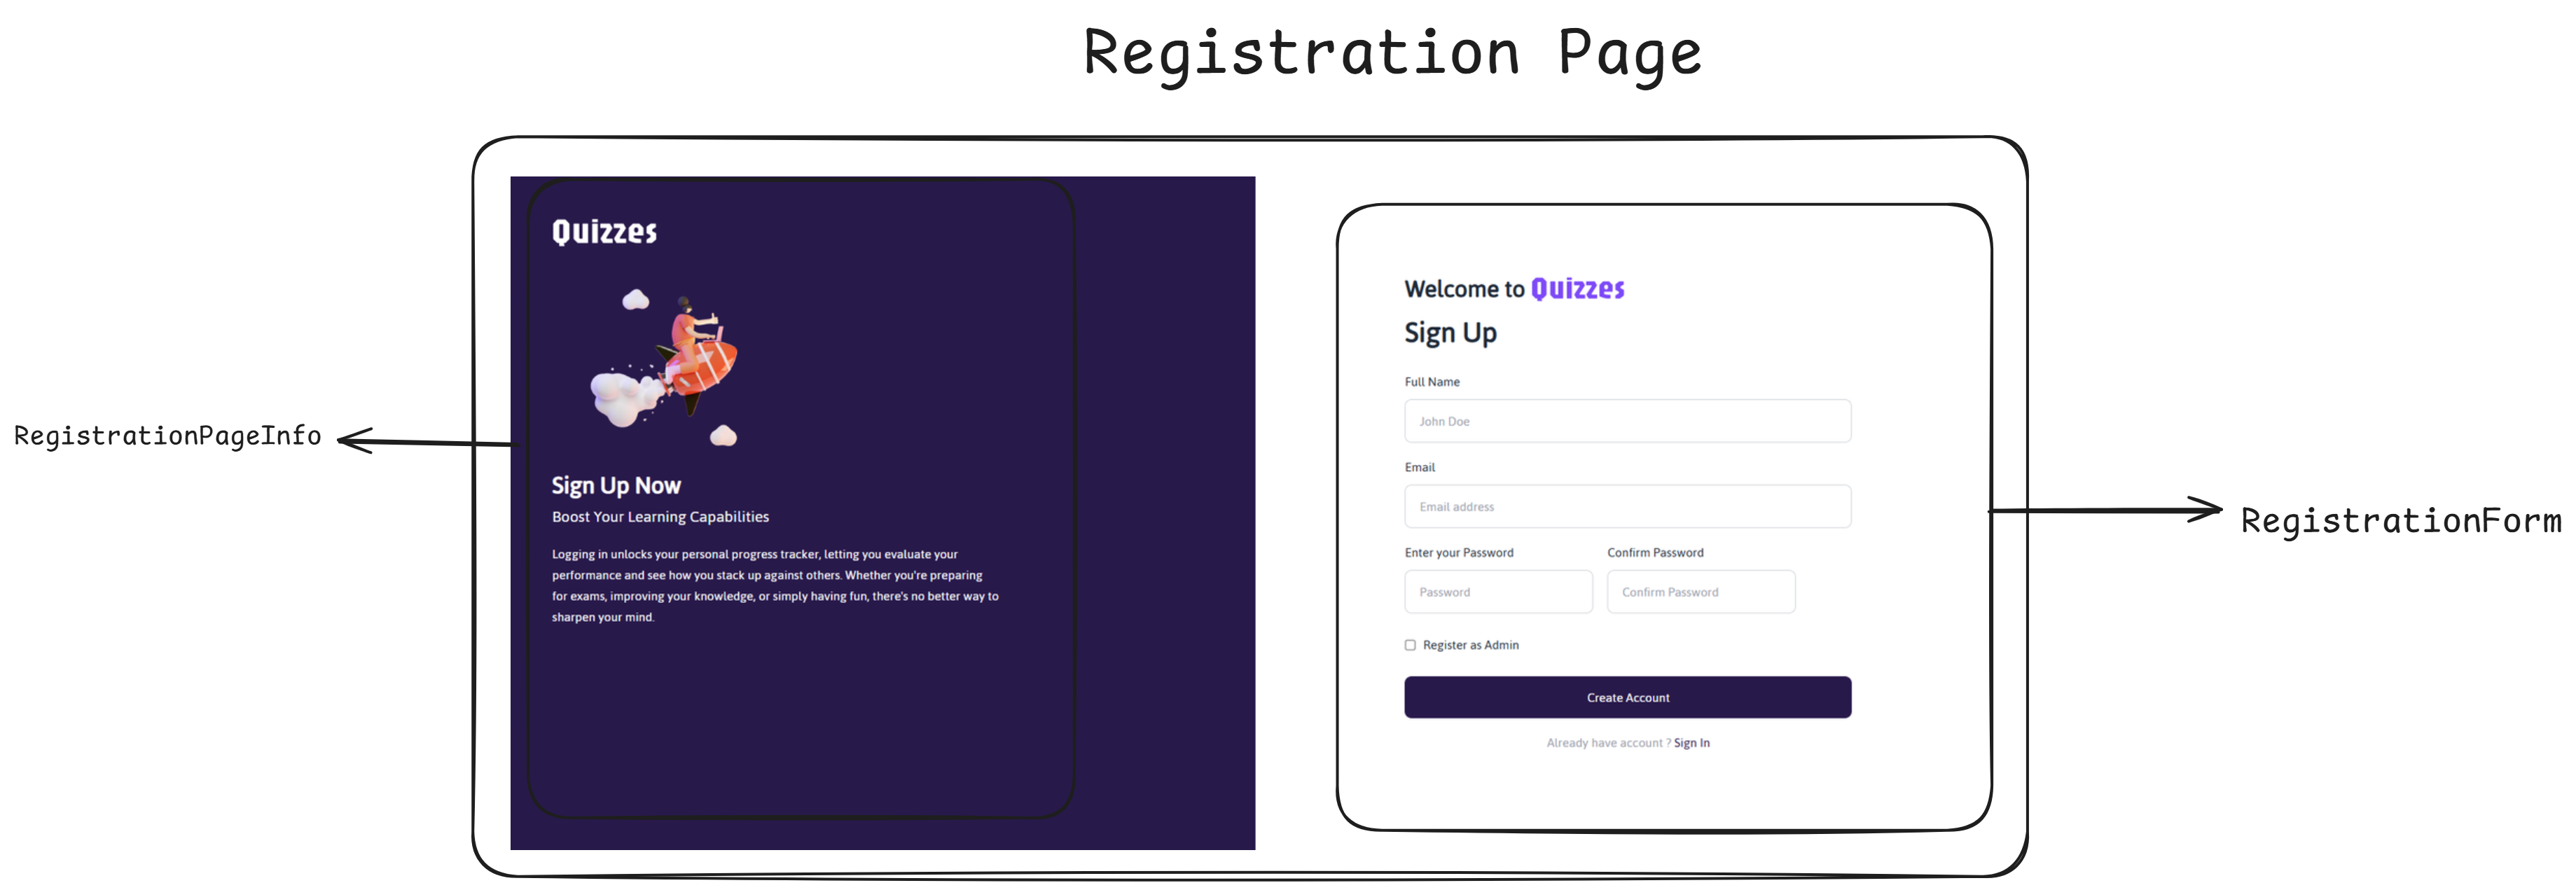 Registration Page
RegistrationPageInfo
Quizzes
Sign Up Now
Boost Your Learning Capabilities
Logging in unlocks your personal progress tracker, letting you evaluate your
performance and see how you stack up against others. Whether you're preparing
for exams, improving your knowledge, or simply having fun, there's no better way to
sharpen your mind.
Welcome to Quizzes
Sign Up
Full Name
John Doe
Email
Email address
Enter your Password Confirm Password
Password Confirm Password
Register as Admin
Create Account
Already have account ? Sign In
RegistrationForm